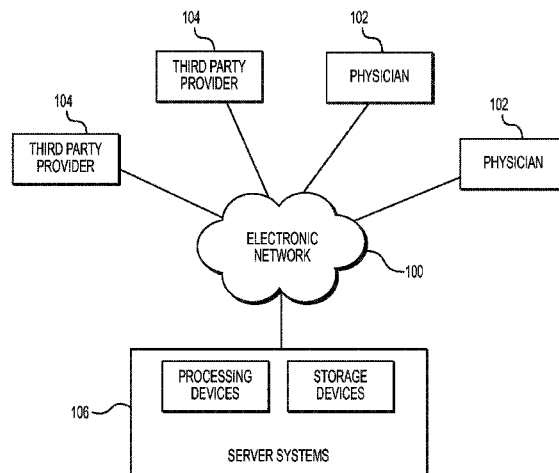 104
THIRD PARTY
PROVIDER
102
PHYSICIAN
104
THIRD PARTY
PROVIDER
102
PHYSICIAN
ELECTRONIC
NETWORK
100
PROCESSING
DEVICES
STORAGE
DEVICES
106
SERVER SYSTEMS